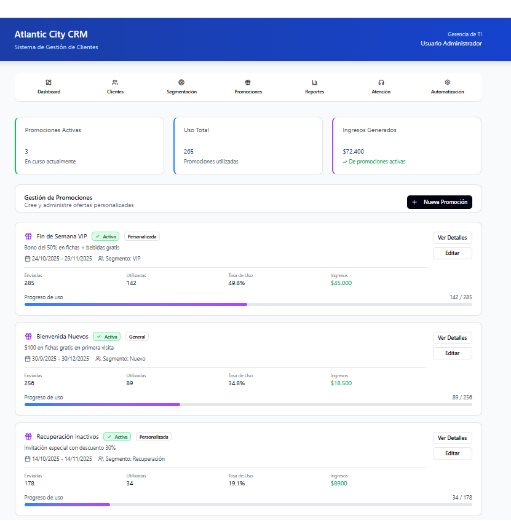 Atlantic City CRM
Sistema de Gestión de Clientes
Gerencia de TI
Usuario Administrador
Dashboard
Clientes
Segmentación
Promociones
Reportes
Atención
Automatización
Promociones Activas
3
En curso actualmente
Uso Total
265
Promociones utilizadas
Ingresos Generados
$72.400
De promociones activas
Gestión de Promociones
Cree y administre ofertas personalizadas
+ Nueva Promoción
Fin de Semana VIP Activa Personalizada
Bono del 50% en fichas + bebidas gratis
24/10/2025 - 29/11/2025 Segmento: VIP
Ver Detalles
Editar
Enviadas Utilizadas Tasa de Uso Ingresos
285 142 49.8% $45.000
Progreso de uso 142 / 285
Bienvenida Nuevos Activa General
$100 en fichas gratis en primera visita
30/9/2025 - 30/12/2025 Segmento: Nuevo
Ver Detalles
Editar
Enviadas Utilizadas Tasa de Uso Ingresos
256 89 34.8% $18.500
Progreso de uso 89 / 256
Recuperación Inactivos Activa Personalizada
Invitación especial con descuento 30%
14/10/2025 - 14/11/2025 Segmento: Recuperación
Ver Detalles
Editar
Enviadas Utilizadas Tasa de Uso Ingresos
178 34 19.1% $8900
Progreso de uso 34 / 178